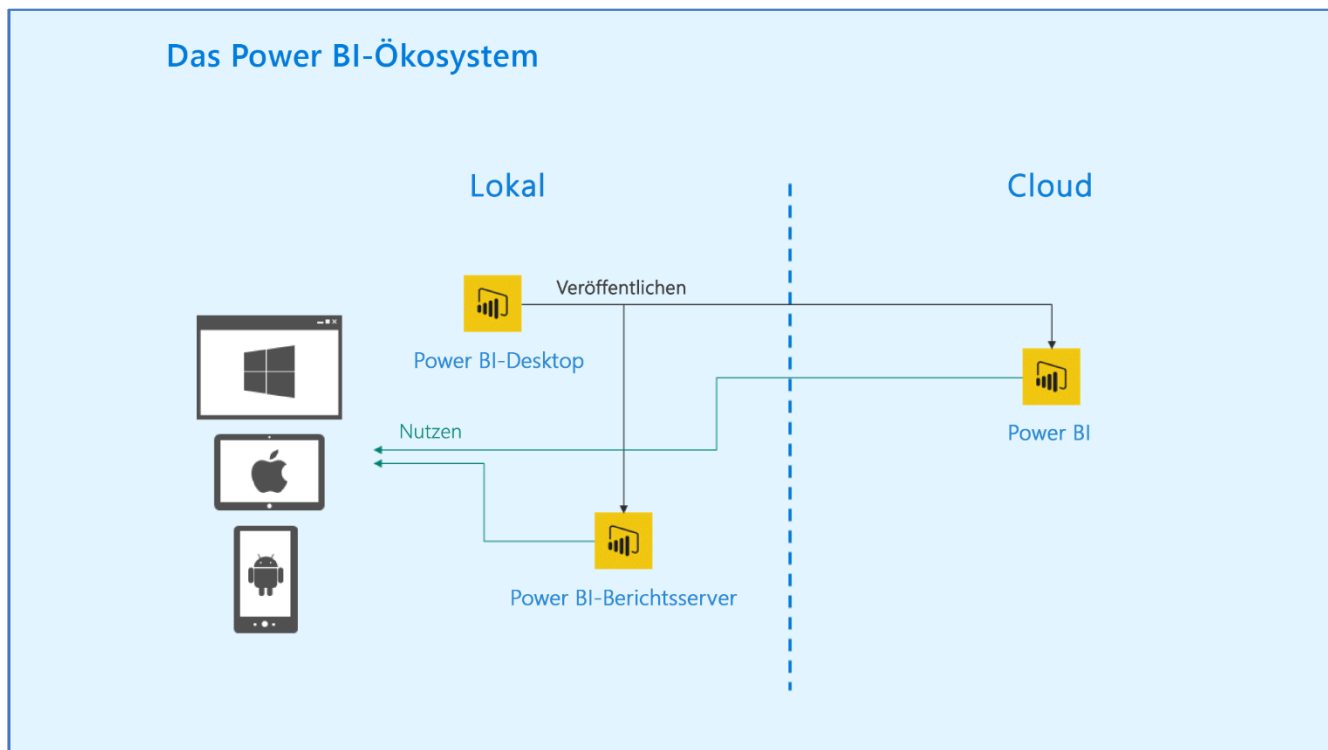 Das Power BI-Ökosystem
Lokal
Cloud
Veröffentlichen
Power BI-Desktop
Nutzen
Power BI
Power BI-Berichtsserver